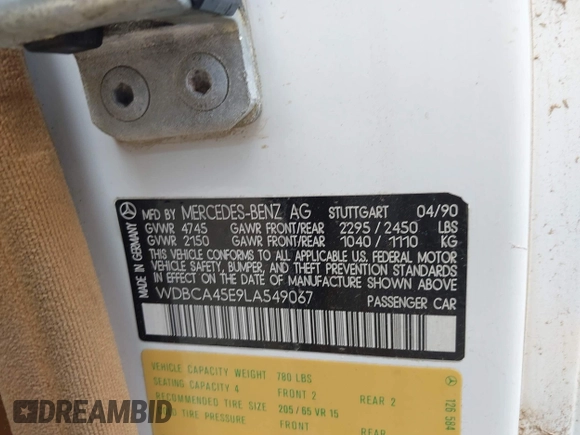 MADE IN GERMANY
MFD BY MERCEDES-BENZ AG STUTTGART 04/90
GVWR 4745 GAWR FRONT/REAR 2295/2450 LBS
GVWR 2150 GAWR FRONT/REAR 1040/1110 KG
THIS VEHICLE CONFORMS TO ALL APPLICABLE U.S. FEDERAL MOTOR
VEHICLE SAFETY, BUMPER, AND THEFT PREVENTION STANDARDS
IN EFFECT ON THE DATE OF MANUFACTURE SHOWN ABOVE.
WDBCA45E9LA549067 PASSENGER CAR
VEHICLE CAPACITY WEIGHT 780 LBS
SEATING CAPACITY 4 FRONT 2 REAR 2
RECOMMENDED TIRE SIZE 205/65 VR 15
TIRE PRESSURE FRONT REAR
126 584
DREAMBID